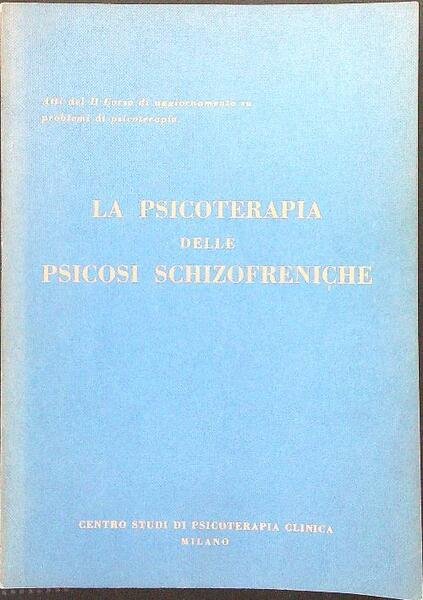 Atti del II Corso di aggiornamento su
problemi di psicoterapia.
LA PSICOTERAPIA
DELLE
PSICOSI SCHIZOFRENICHE
CENTRO STUDI DI PSICOTERAPIA CLINICA
MILANO